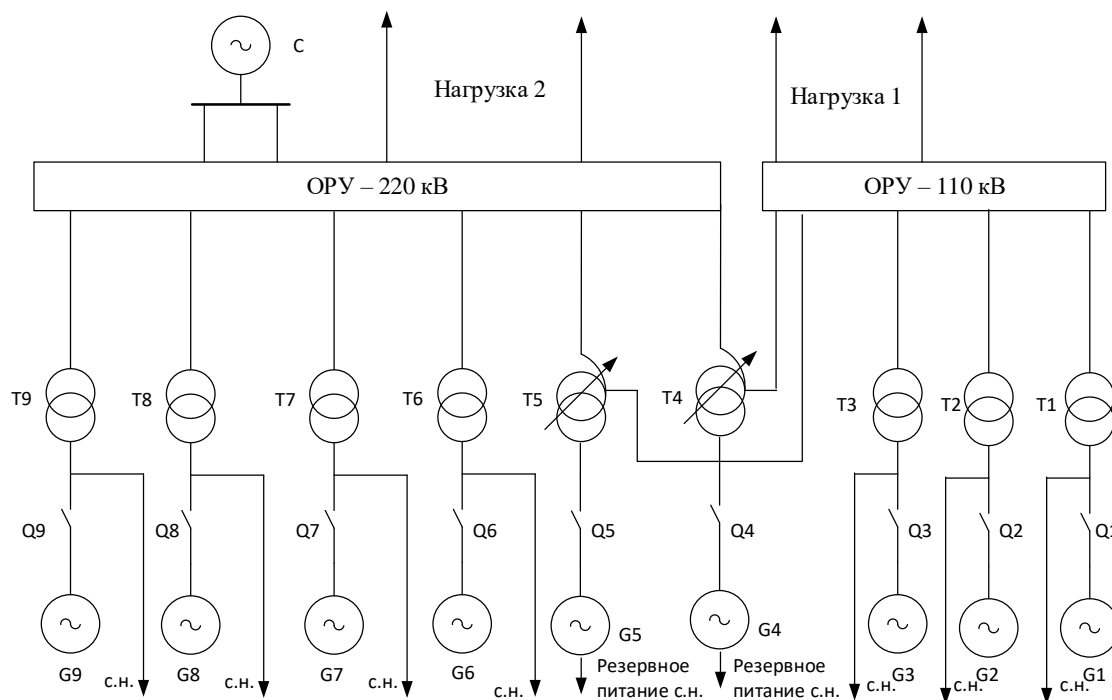 C
Нагрузка 2
Нагрузка 1
ОРУ – 220 кВ
ОРУ – 110 кВ
T9
T8
T7
T6
T5
T4
T3
T2
T1
Q9
Q8
Q7
Q6
Q5
Q4
Q3
Q2
Q1
G9
с.н.
G8
с.н.
G7
с.н.
G6
с.н.
G5
Резервное
питание с.н.
G4
Резервное
питание с.н.
с.н.
G3
с.н.
G2
с.н.
G1